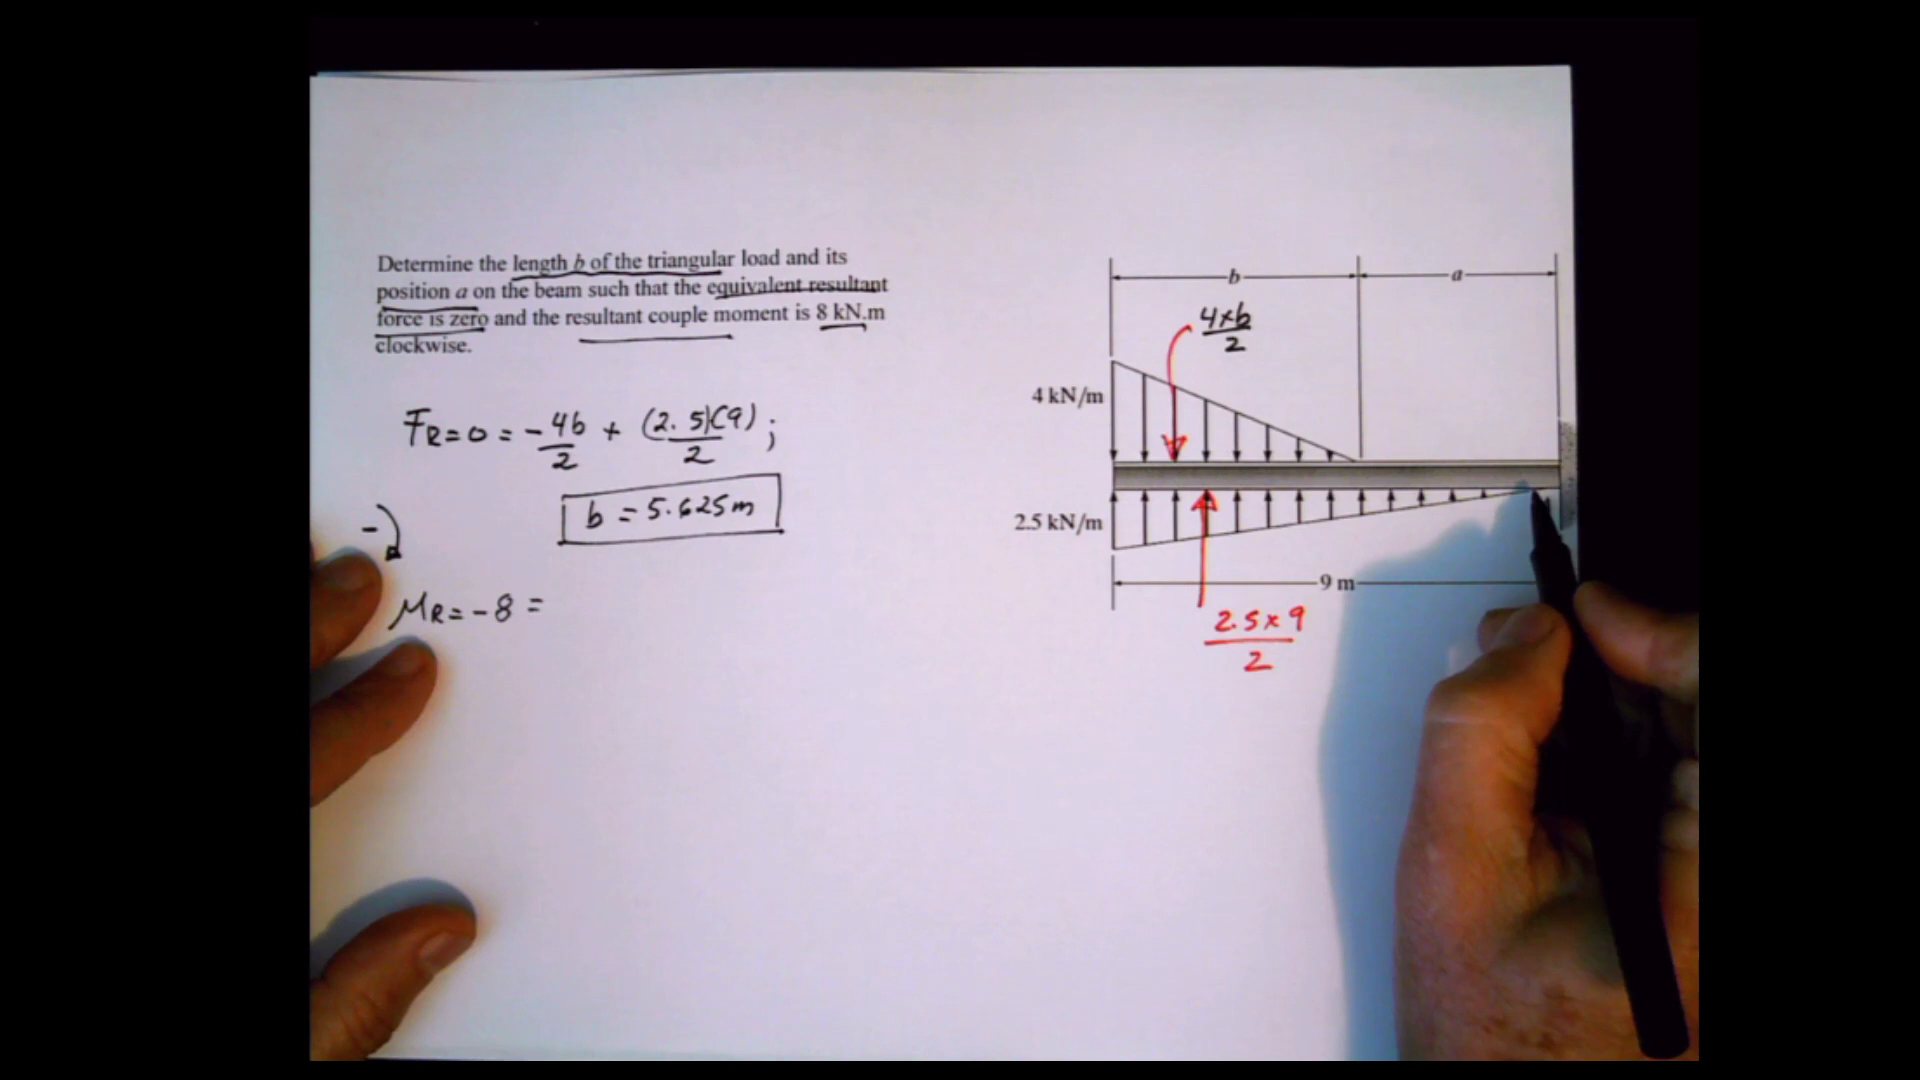 Determine the length b of the triangular load and its
position a on the beam such that the equivalent resultant
force is zero and the resultant couple moment is 8 kN.m
clockwise.
FR=0 = -4b/2 + (2.5)(9)/2 ;
b = 5.625m
-
MR= -8 =
b
a
4×b/2
4 kN/m
2.5 kN/m
9 m
2.5×9/2